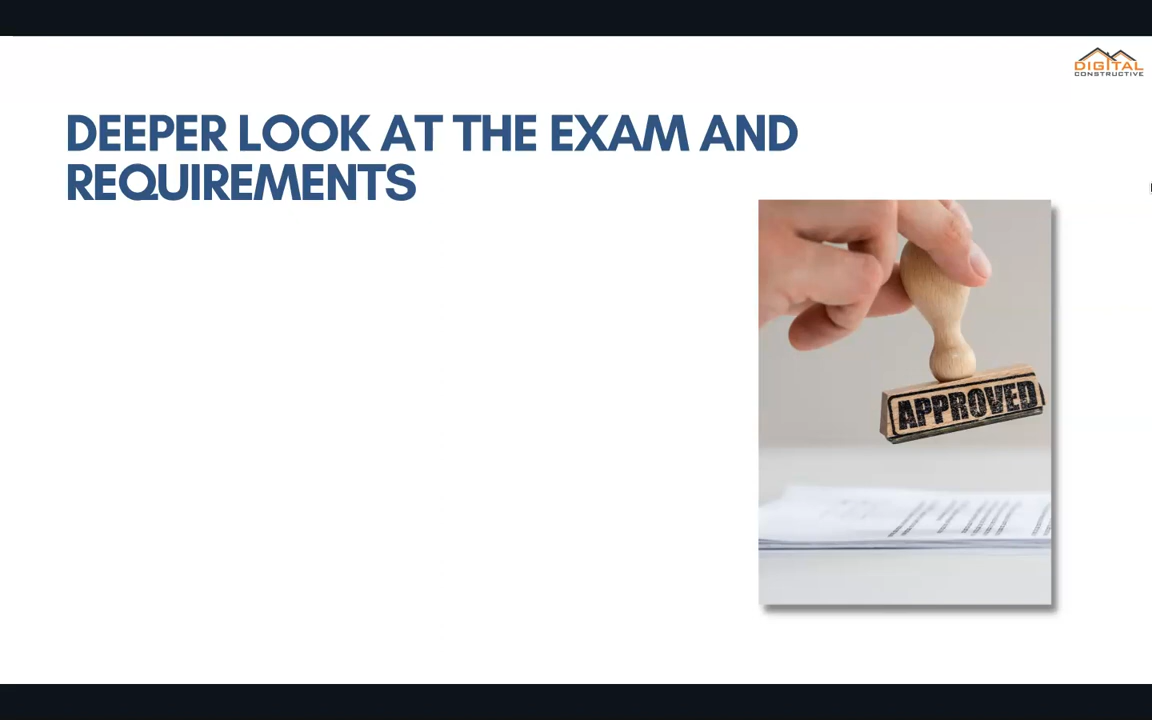 DIGITAL
CONSTRUCTIVE
DEEPER LOOK AT THE EXAM AND
REQUIREMENTS
APPROVED